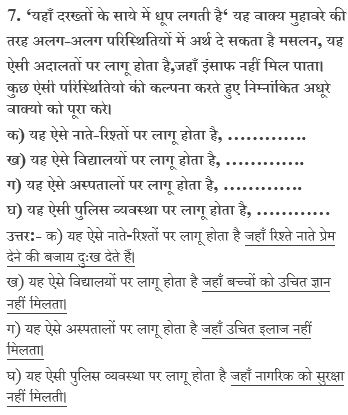 7. ‘यहाँ दरख्तों के साये में धूप लगती है‘ यह वाक्य मुहावरे की
तरह अलग-अलग परिस्थितियों में अर्थ दे सकता है मसलन, यह
ऐसी अदालतों पर लागू होता है,जहाँ इंसाफ नहीं मिल पाता।
कुछ ऐसी परिस्थितियों की कल्पना करते हुए निम्नांकित अधूरे
वाक्यों को पूरा करे।
क) यह ऐसे नाते-रिश्तों पर लागू होता है, ………….
ख) यह ऐसे विद्यालयों पर लागू होता है, ………….
ग) यह ऐसे अस्पतालों पर लागू होता है, ………….
घ) यह ऐसी पुलिस व्यवस्था पर लागू होता है, …………
उत्तर:- क) यह ऐसे नाते-रिश्तों पर लागू होता है जहाँ रिश्ते नाते प्रेम
देने की बजाय दुःख देते हैं।
ख) यह ऐसे विद्यालयों पर लागू होता है जहाँ बच्चों को उचित ज्ञान
नहीं मिलता।
ग) यह ऐसे अस्पतालों पर लागू होता है जहाँ उचित इलाज नहीं
मिलता।
घ) यह ऐसी पुलिस व्यवस्था पर लागू होता है जहाँ नागरिक को सुरक्षा
नहीं मिलती।